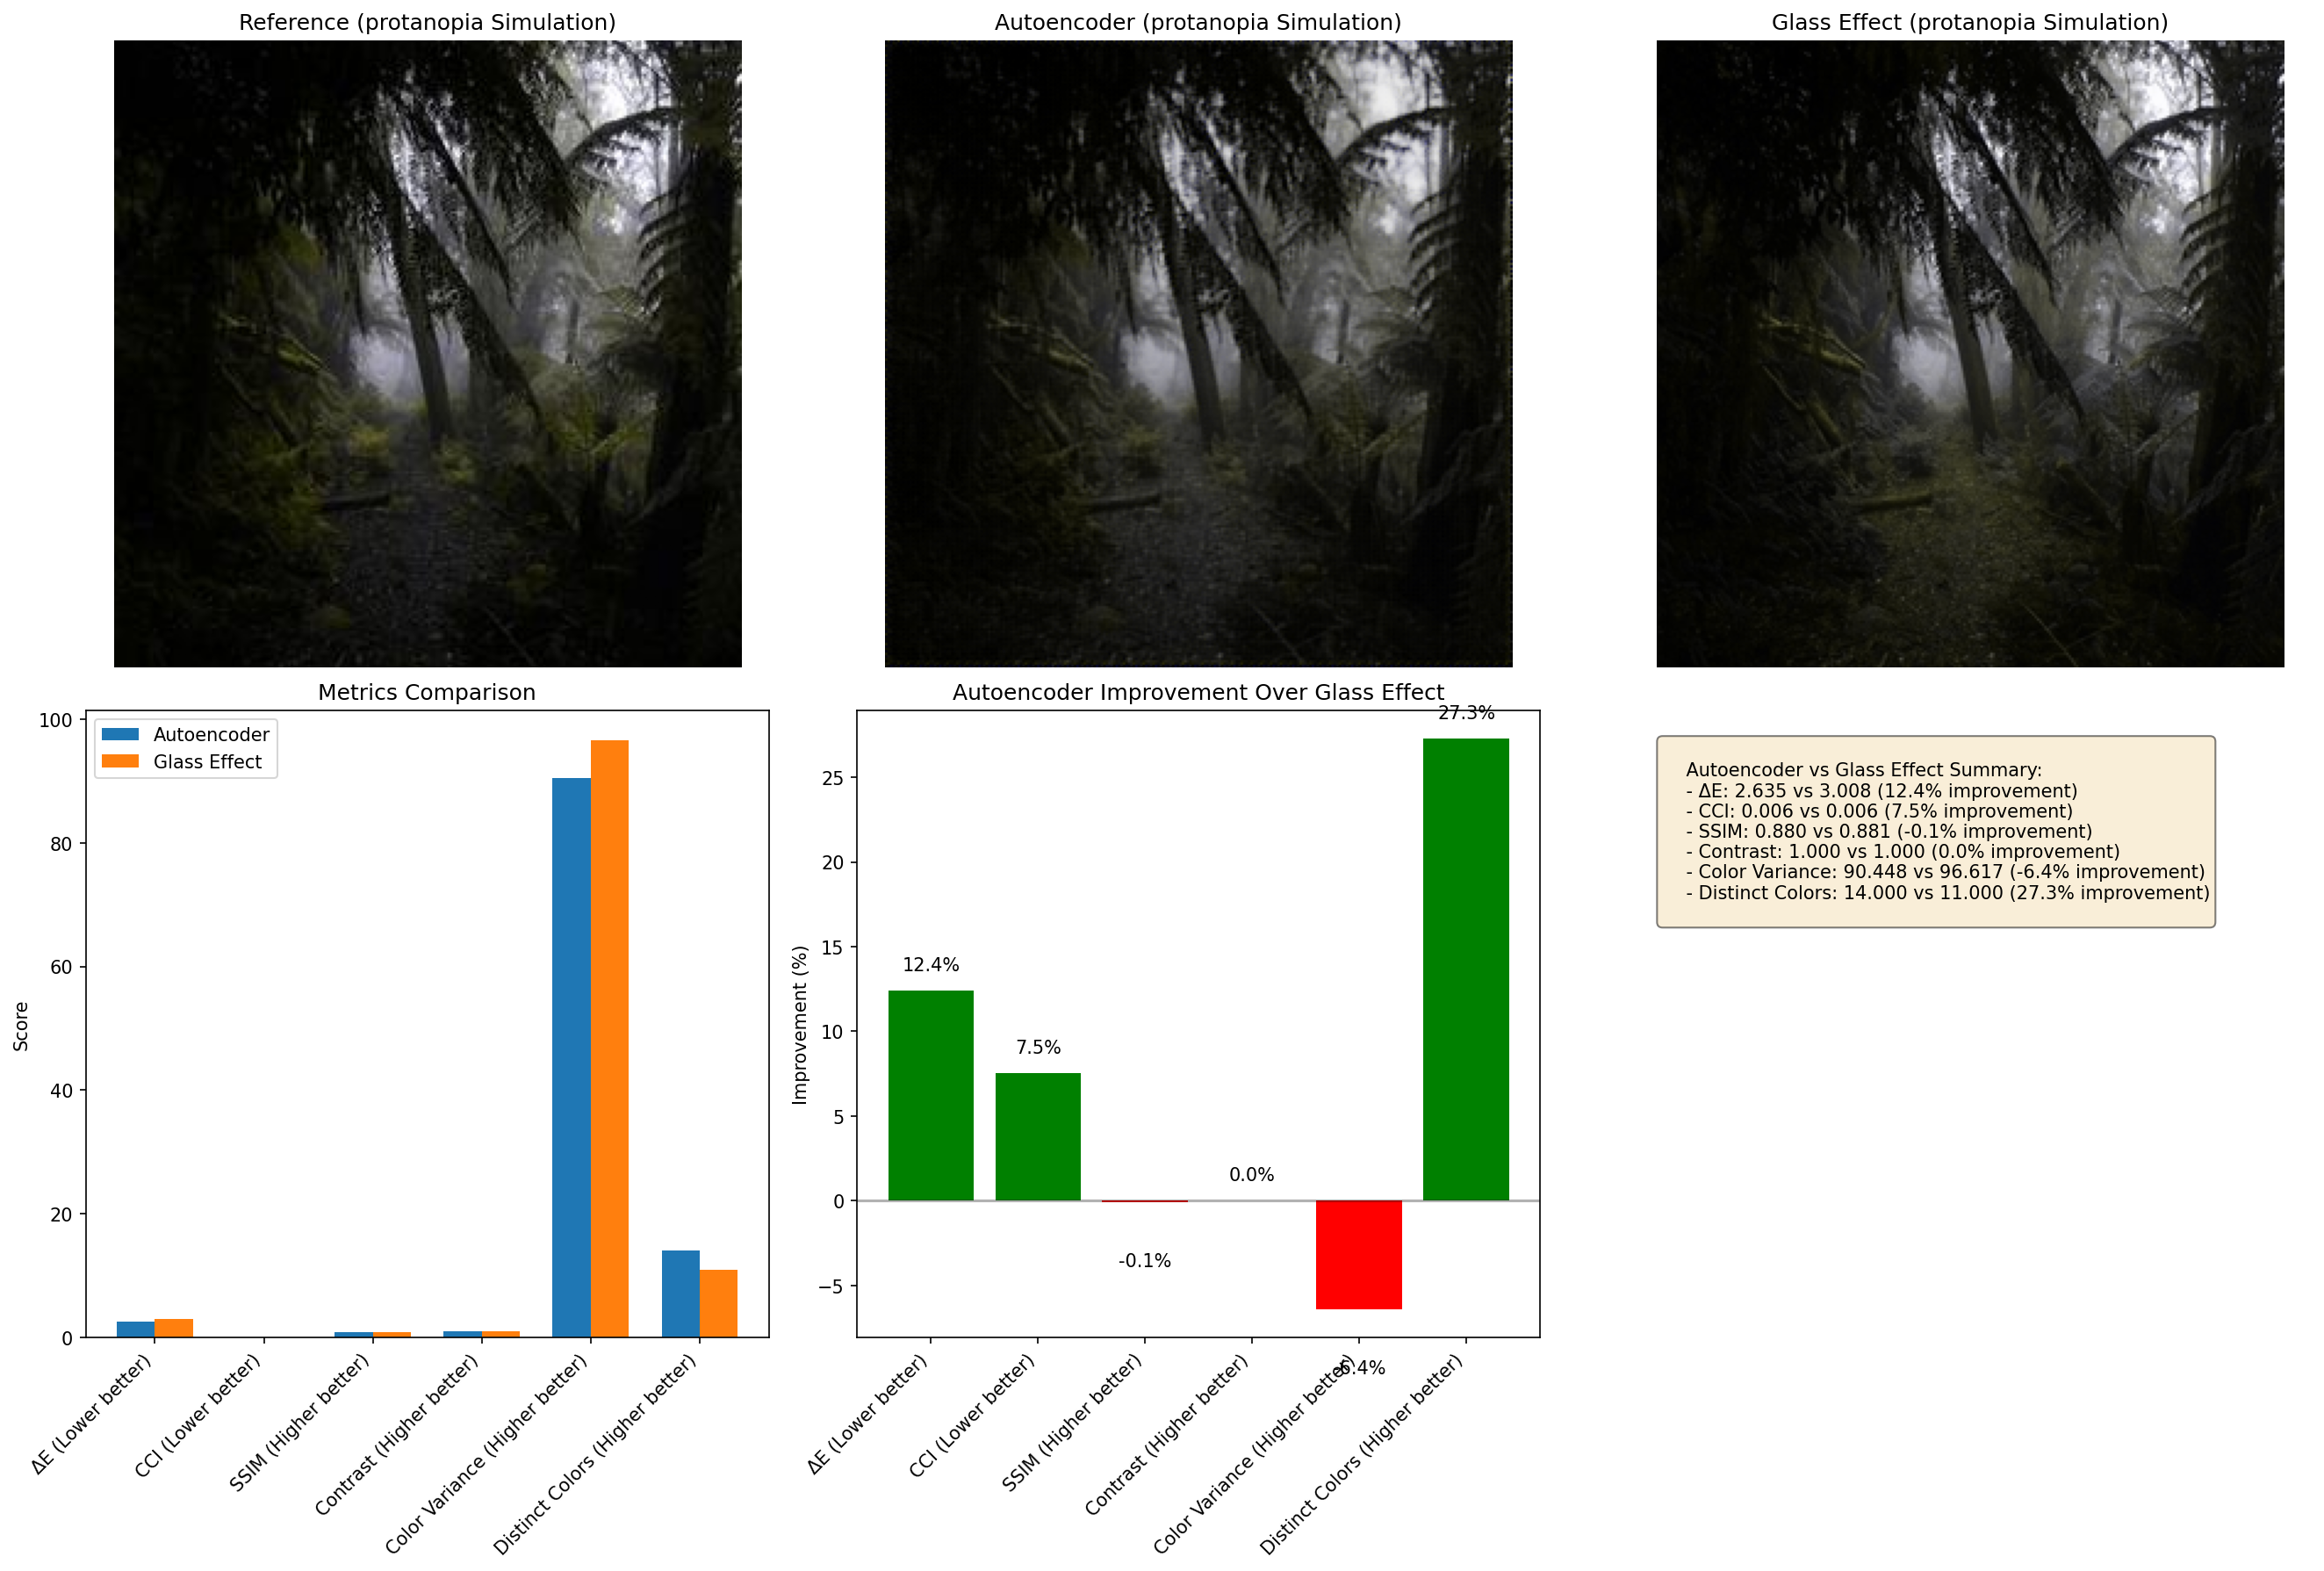 Reference (protanopia Simulation)
Autoencoder (protanopia Simulation)
Glass Effect (protanopia Simulation)
Metrics Comparison
Autoencoder
Glass Effect
Score
100
80
60
40
20
0
ΔE (Lower better)
CCI (Lower better)
SSIM (Higher better)
Contrast (Higher better)
Color Variance (Higher better)
Distinct Colors (Higher better)
Autoencoder Improvement Over Glass Effect
Improvement (%)
25
20
15
10
5
0
−5
12.4%
7.5%
-0.1%
0.0%
-6.4%
27.3%
ΔE (Lower better)
CCI (Lower better)
SSIM (Higher better)
Contrast (Higher better)
Color Variance (Higher better)
Distinct Colors (Higher better)
Autoencoder vs Glass Effect Summary:
- ΔE: 2.635 vs 3.008 (12.4% improvement)
- CCI: 0.006 vs 0.006 (7.5% improvement)
- SSIM: 0.880 vs 0.881 (-0.1% improvement)
- Contrast: 1.000 vs 1.000 (0.0% improvement)
- Color Variance: 90.448 vs 96.617 (-6.4% improvement)
- Distinct Colors: 14.000 vs 11.000 (27.3% improvement)